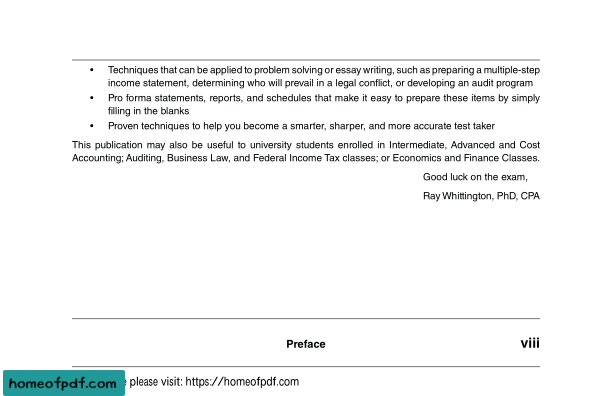 • Techniques that can be applied to problem solving or essay writing, such as preparing a multiple-step
income statement, determining who will prevail in a legal conflict, or developing an audit program
• Pro forma statements, reports, and schedules that make it easy to prepare these items by simply
filling in the blanks
• Proven techniques to help you become a smarter, sharper, and more accurate test taker
This publication may also be useful to university students enrolled in Intermediate, Advanced and Cost
Accounting; Auditing, Business Law, and Federal Income Tax classes; or Economics and Finance Classes.
Good luck on the exam,
Ray Whittington, PhD, CPA
Preface viii
homeofpdf.com please visit: https://homeofpdf.com